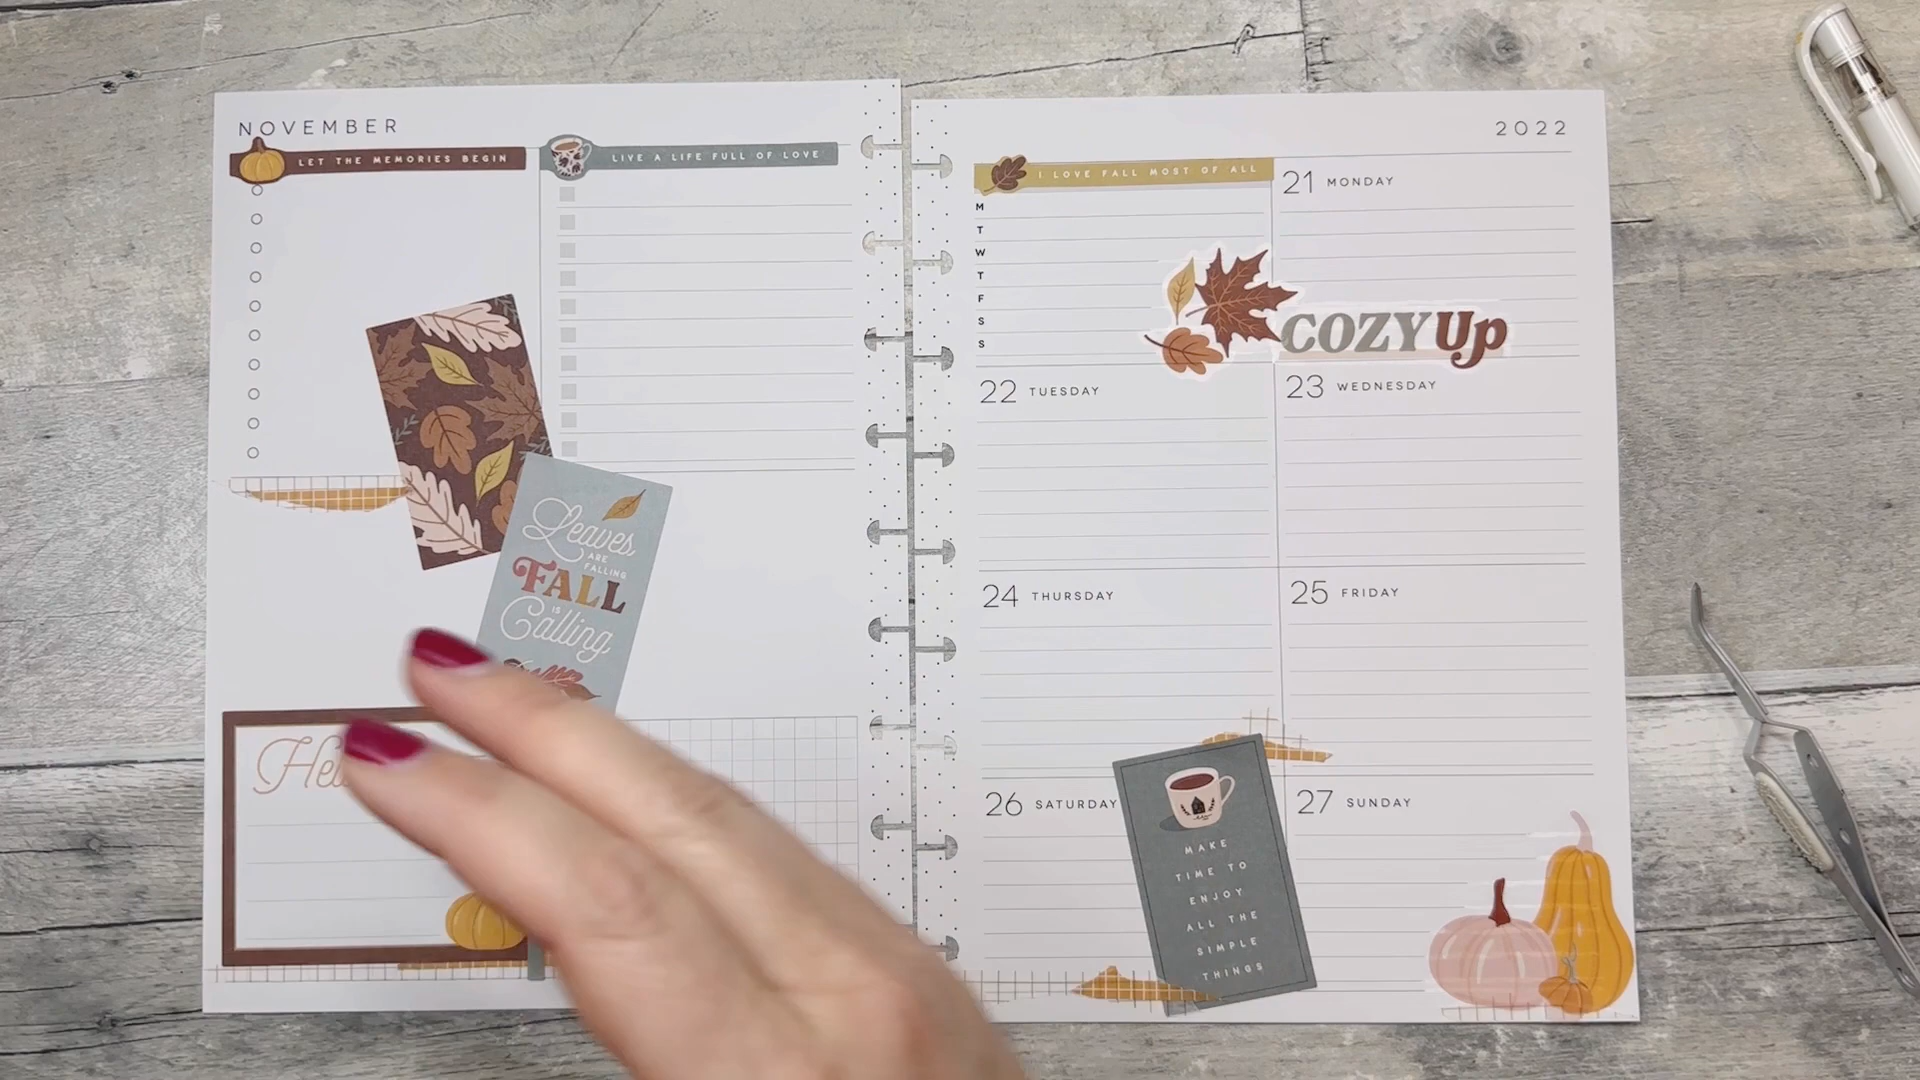 NOVEMBER
LET THE MEMORIES BEGIN
LIVE A LIFE FULL OF LOVE
Leaves
ARE
FALLING
FALL
IS
Calling
2022
I LOVE FALL MOST OF ALL
M
T
W
T
F
S
S
21 MONDAY
COZY Up
22 TUESDAY
23 WEDNESDAY
24 THURSDAY
25 FRIDAY
26 SATURDAY
27 SUNDAY
MAKE
TIME TO
ENJOY
ALL THE
SIMPLE
THINGS